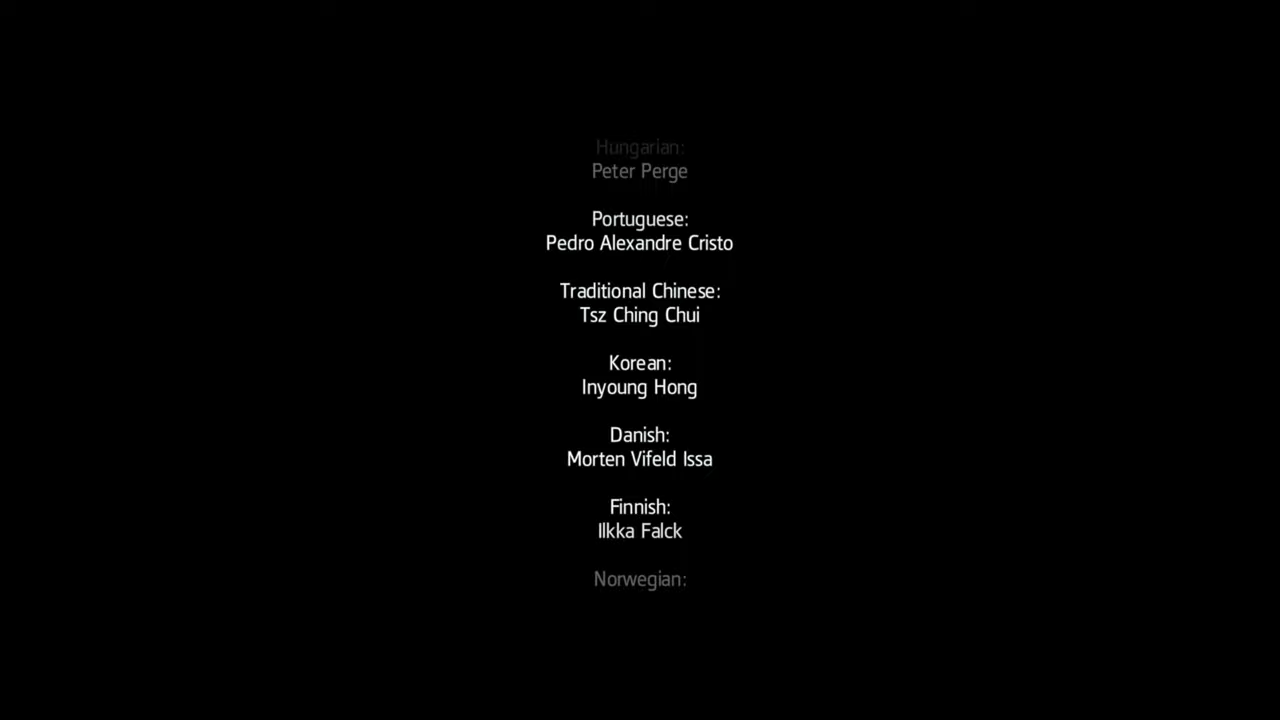 Hungarian:
Peter Perge
Portuguese:
Pedro Alexandre Cristo
Traditional Chinese:
Tsz Ching Chui
Korean:
Inyoung Hong
Danish:
Morten Vifeld Issa
Finnish:
Ilkka Falck
Norwegian: